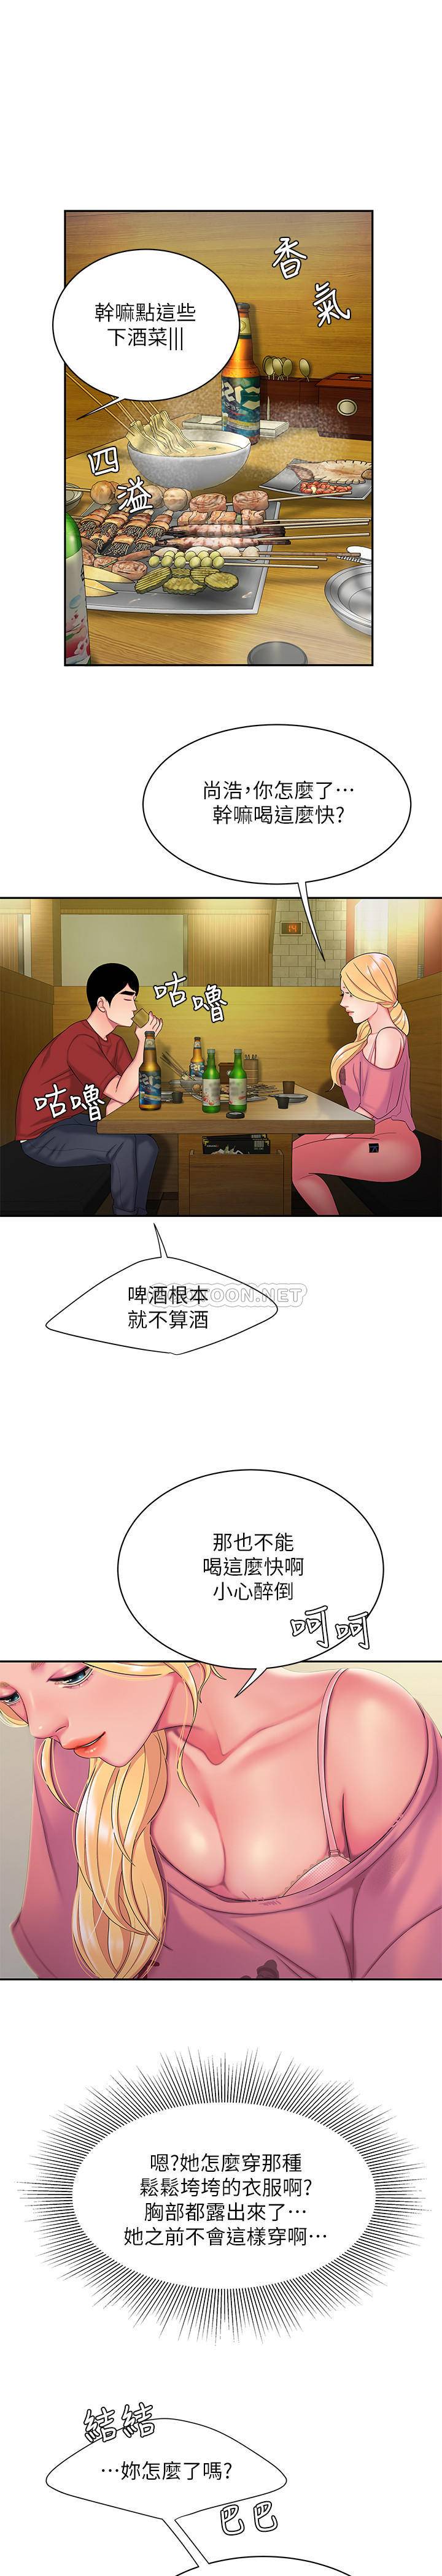 香
氣
幹嘛點這些
下酒菜|||
四
溢
尚浩，你怎麼了…
幹嘛喝這麼快？
咕嚕
咕嚕
啤酒根本
就不算酒
那也不能
喝這麼快啊
小心醉倒
呵呵
嗯？她怎麼穿那種
鬆鬆垮垮的衣服啊？
胸部都露出來了…
她之前不會這樣穿啊…
結結
…妳怎麼了嗎？
巴巴